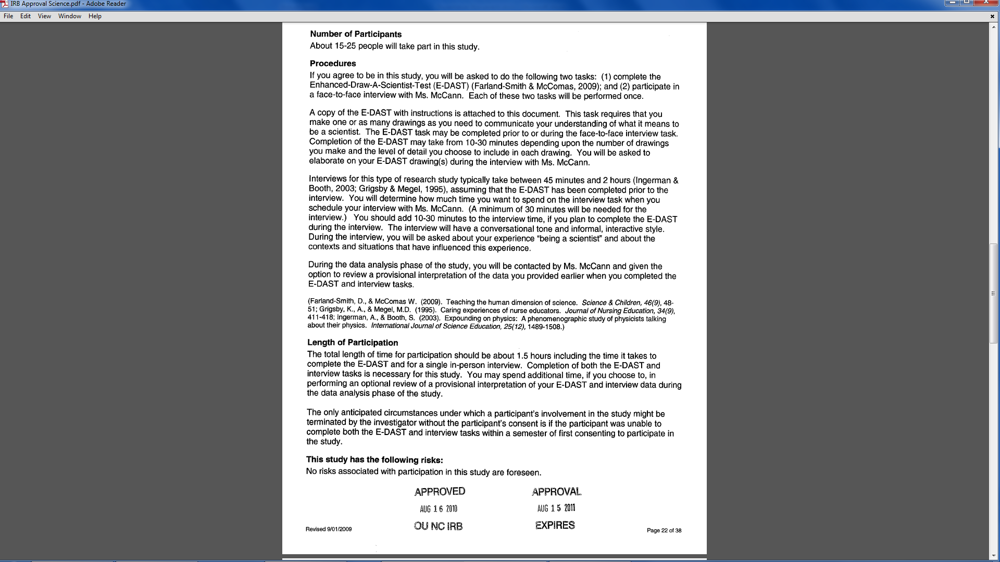 IRB Approval Science.pdf - Adobe Reader
File Edit View Window Help
Number of Participants
About 15-25 people will take part in this study.
Procedures
If you agree to be in this study, you will be asked to do the following two tasks: (1) complete the
Enhanced-Draw-A-Scientist-Test (E-DAST) (Farland-Smith & McComas, 2009); and (2) participate in
a face-to-face interview with Ms. McCann. Each of these two tasks will be performed once.
A copy of the E-DAST with instructions is attached to this document. This task requires that you
make one or as many drawings as you need to communicate your understanding of what it means to
be a scientist. The E-DAST task may be completed prior to or during the face-to-face interview task.
Completion of the E-DAST may take from 10-30 minutes depending upon the number of drawings
you make and the level of detail you choose to include in each drawing. You will be asked to
elaborate on your E-DAST drawing(s) during the interview with Ms. McCann.
Interviews for this type of research study typically take between 45 minutes and 2 hours (Ingerman &
Booth, 2003; Grigsby & Megel, 1995), assuming that the E-DAST has been completed prior to the
interview. You will determine how much time you want to spend on the interview task when you
schedule your interview with Ms. McCann. (A minimum of 30 minutes will be needed for the
interview.) You should add 10-30 minutes to the interview time, if you plan to complete the E-DAST
during the interview. The interview will have a conversational tone and informal, interactive style.
During the interview, you will be asked about your experience “being a scientist” and about the
contexts and situations that have influenced this experience.
During the data analysis phase of the study, you will be contacted by Ms. McCann and given the
option to review a provisional interpretation of the data you provided earlier when you completed the
E-DAST and interview tasks.
(Farland-Smith, D., & McComas W. (2009). Teaching the human dimension of science. Science & Children, 46(9), 48-
51; Grigsby, K., A., & Megel, M.D. (1995). Caring experiences of nurse educators. Journal of Nursing Education, 34(9),
411-418; Ingerman, A., & Booth, S. (2003). Expounding on physics: A phenomenographic study of physicists talking
about their physics. International Journal of Science Education, 25(12), 1489-1508.)
Length of Participation
The total length of time for participation should be about 1.5 hours including the time it takes to
complete the E-DAST and for a single in-person interview. Completion of both the E-DAST and
interview tasks is necessary for this study. You may spend additional time, if you choose to, in
performing an optional review of a provisional interpretation of your E-DAST and interview data during
the data analysis phase of the study.
The only anticipated circumstances under which a participant's involvement in the study might be
terminated by the investigator without the participant's consent is if the participant was unable to
complete both the E-DAST and interview tasks within a semester of first consenting to participate in
the study.
This study has the following risks:
No risks associated with participation in this study are foreseen.
APPROVED APPROVAL
AUG 16 2010 AUG 15 2011
OU NC IRB EXPIRES
Revised 9/01/2009 Page 22 of 38